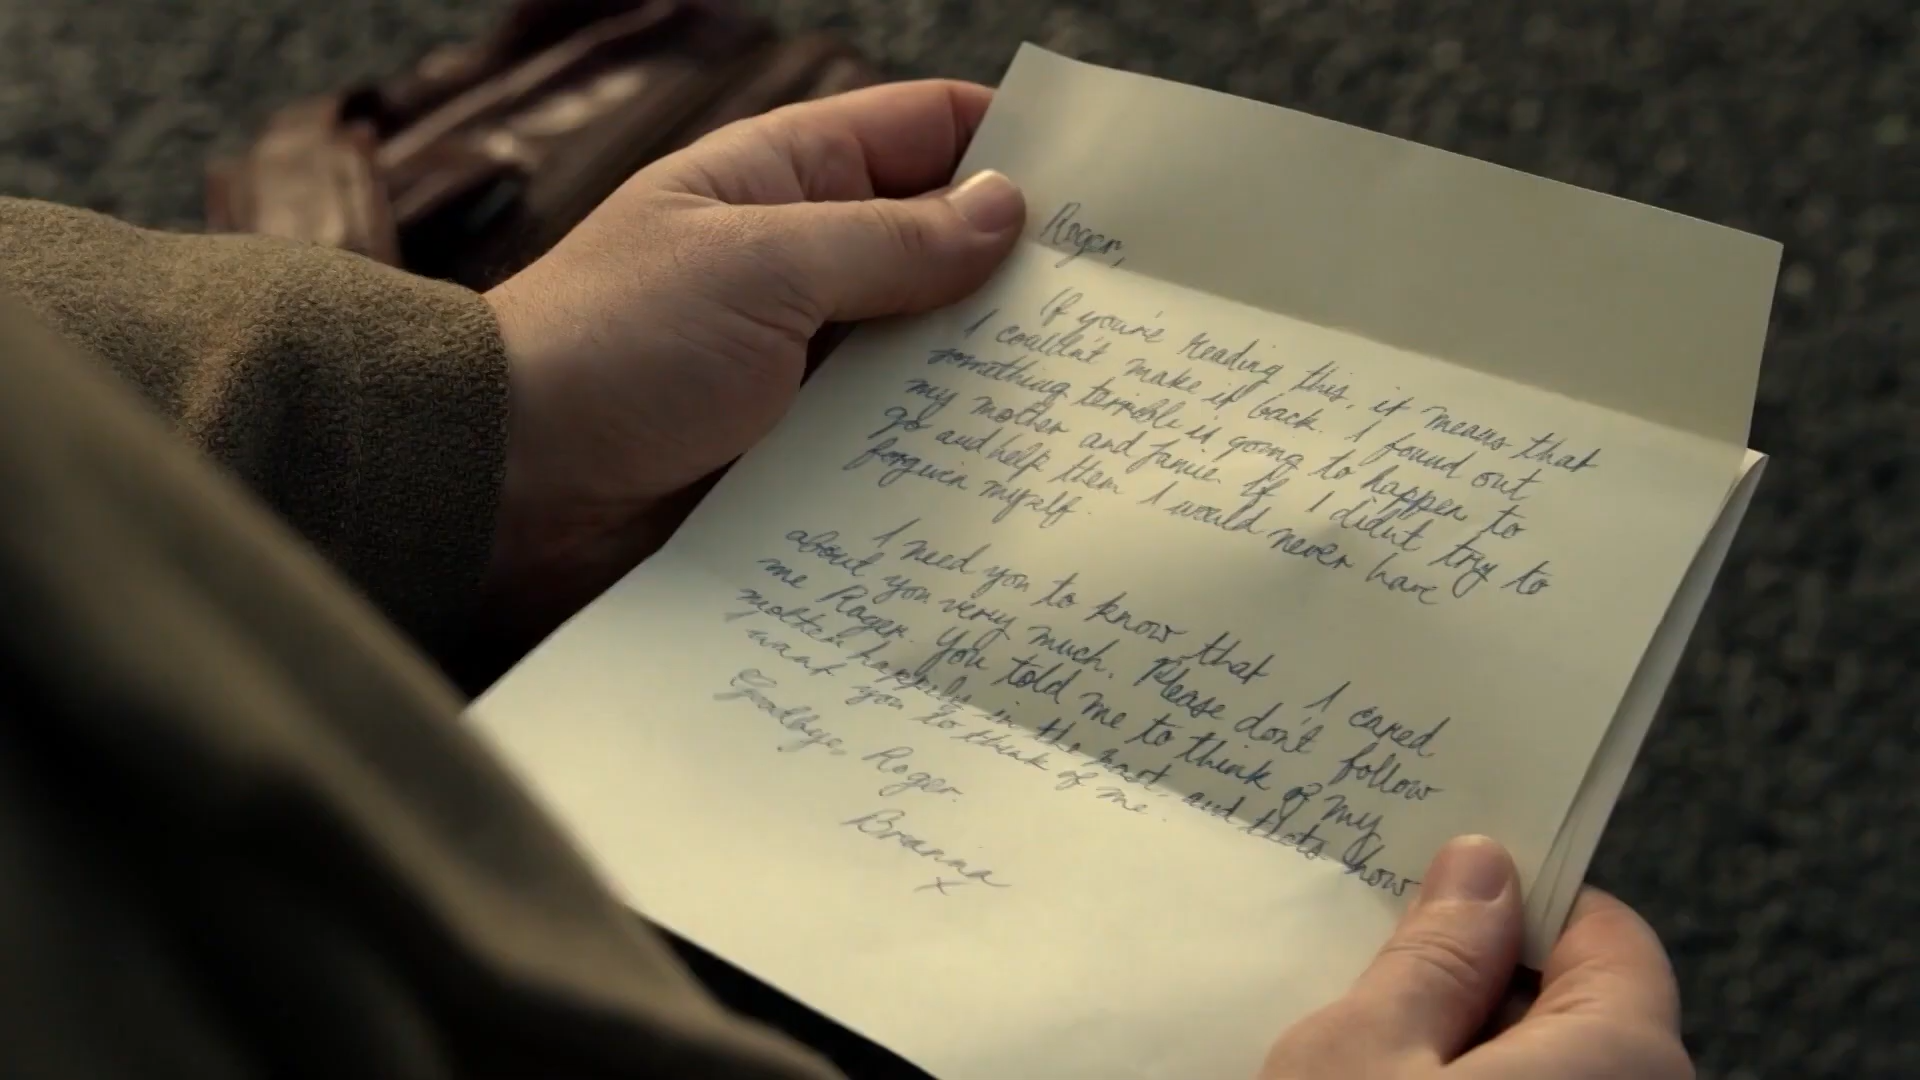 Roger,
If you're reading this, it means that
I couldn't make it back. I found out
something terrible is going to happen to
my mother and Jamie. If I didn't try to
go and help them I would never have
forgiven myself.
I need you to know that I cared
about you very much. Please don't follow
me Roger. You told me to think of my
mother happily in the past, and thats how
want you to think of me.
Goodbye, Roger.
Brianna
x